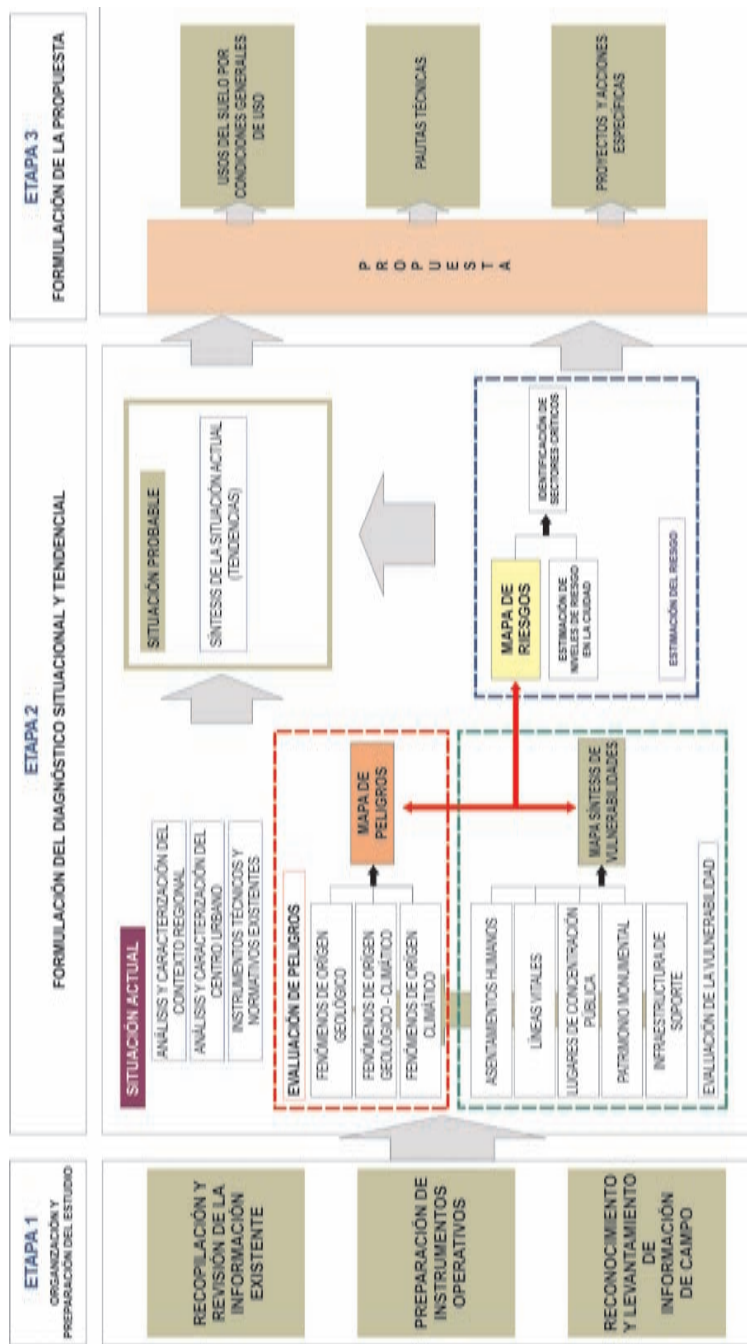 ETAPA 1
ORGANIZACIÓN Y
PREPARACIÓN DEL ESTUDIO
RECOPILACIÓN Y
REVISIÓN DE LA
INFORMACIÓN
EXISTENTE
PREPARACIÓN DE
INSTRUMENTOS
OPERATIVOS
RECONOCIMIENTO
Y LEVANTAMIENTO
DE
INFORMACIÓN
DE CAMPO
ETAPA 2
FORMULACIÓN DEL DIAGNÓSTICO SITUACIONAL Y TENDENCIAL
SITUACIÓN ACTUAL
ANÁLISIS Y CARACTERIZACIÓN DEL
CONTEXTO REGIONAL
ANÁLISIS Y CARACTERIZACIÓN DEL
CENTRO URBANO
INSTRUMENTOS TÉCNICOS Y
NORMATIVOS EXISTENTES
EVALUACIÓN DE PELIGROS
FENÓMENOS DE ORÍGEN
GEOLÓGICO
FENÓMENOS DE ORÍGEN
GEOLÓGICO - CLIMÁTICO
FENÓMENOS DE ORÍGEN
CLIMÁTICO
MAPA DE
PELIGROS
ASENTAMIENTOS HUMANOS
LÍNEAS VITALES
LUGARES DE CONCENTRACIÓN
PÚBLICA
PATRIMONIO MONUMENTAL
INFRAESTRUCTURA DE
SOPORTE
EVALUACIÓN DE LA VULNERABILIDAD
MAPA SÍNTESIS DE
VULNERABILIDADES
SITUACIÓN PROBABLE
SÍNTESIS DE LA SITUACIÓN ACTUAL
(TENDENCIAS)
MAPA DE
RIESGOS
ESTIMACIÓN DE
NIVELES DE RIESGO
EN LA CIUDAD
IDENTIFICACIÓN DE
SECTORES CRÍTICOS
ESTIMACIÓN DEL RIESGO
ETAPA 3
FORMULACIÓN DE LA PROPUESTA
P
R
O
P
U
E
S
T
A
USOS DEL SUELO POR
CONDICIONES GENERALES
DE USO
PAUTAS TÉCNICAS
PROYECTOS Y ACCIONES
ESPECÍFICAS